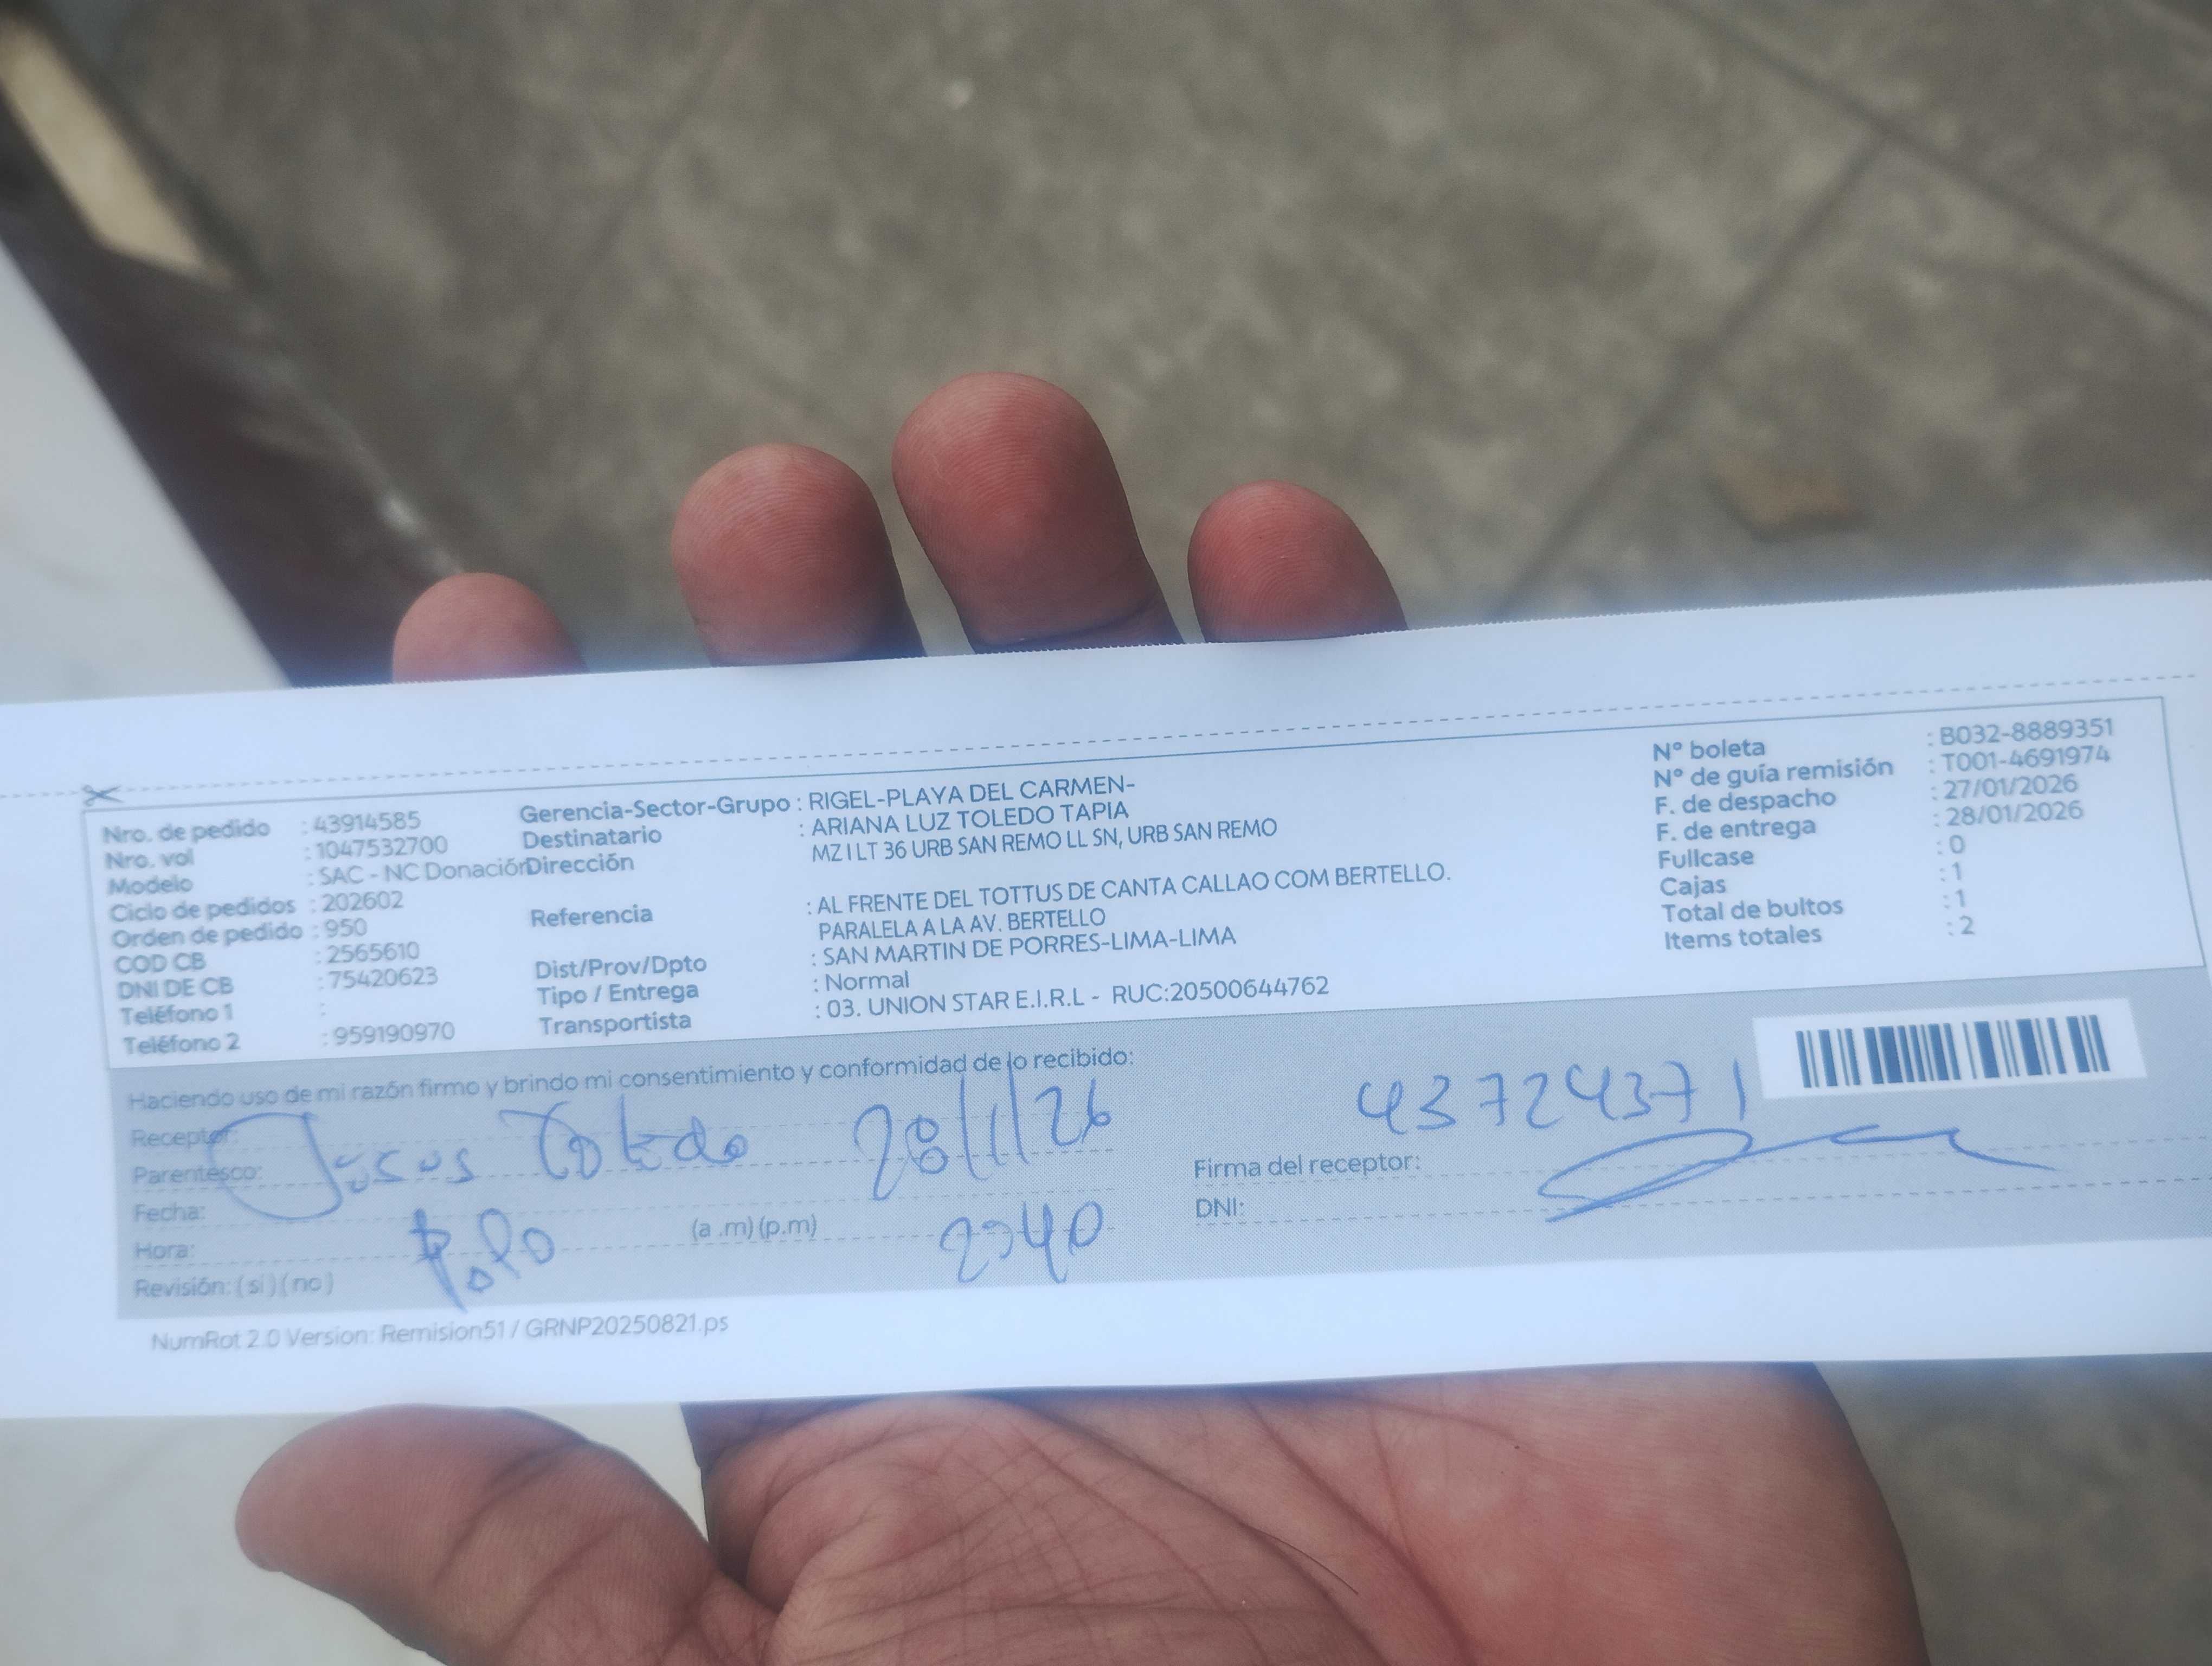 Nro. de pedido : 43914585
Nro. vol : 1047532700
Modelo : SAC - NC Donación
Ciclo de pedidos : 202602
Orden de pedido : 950
COD CB : 2565610
DNI DE CB : 75420623
Teléfono 1 :
Teléfono 2 : 959190970
Gerencia-Sector-Grupo : RIGEL-PLAYA DEL CARMEN-
Destinatario : ARIANA LUZ TOLEDO TAPIA
Dirección MZ I LT 36 URB SAN REMO LL SN, URB SAN REMO
Referencia : AL FRENTE DEL TOTTUS DE CANTA CALLAO COM BERTELLO.
PARALELA A LA AV. BERTELLO
Dist/Prov/Dpto : SAN MARTIN DE PORRES-LIMA-LIMA
Tipo / Entrega : Normal
Transportista : 03. UNION STAR E.I.R.L - RUC:20500644762
Nº boleta : B032-8889351
Nº de guía remisión : T001-4691974
F. de despacho : 27/01/2026
F. de entrega : 28/01/2026
Fullcase : 0
Cajas : 1
Total de bultos : 1
Items totales : 2
Haciendo uso de mi razón firmo y brindo mi consentimiento y conformidad de lo recibido:
Receptor:
Parentesco: Toledo 28/1/26
Fecha:
Hora: (a .m) (p.m)
Revisión: ( si ) ( no )
43724371
Firma del receptor:
DNI:
NumRot 2.0 Version: Remision51 / GRNP20250821.ps